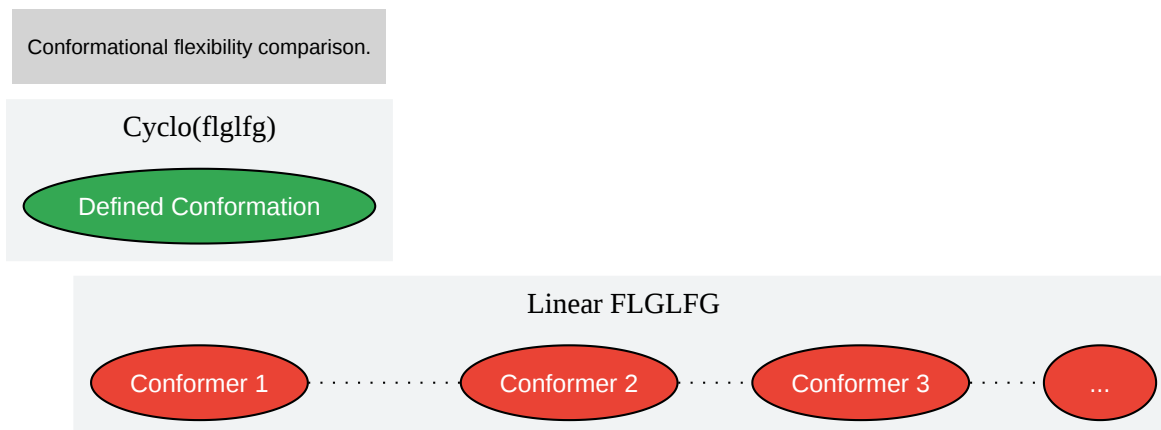 Conformational flexibility comparison.
Cyclo(flglfg)
Defined Conformation
Linear FLGLFG
Conformer 1
Conformer 2
Conformer 3
...